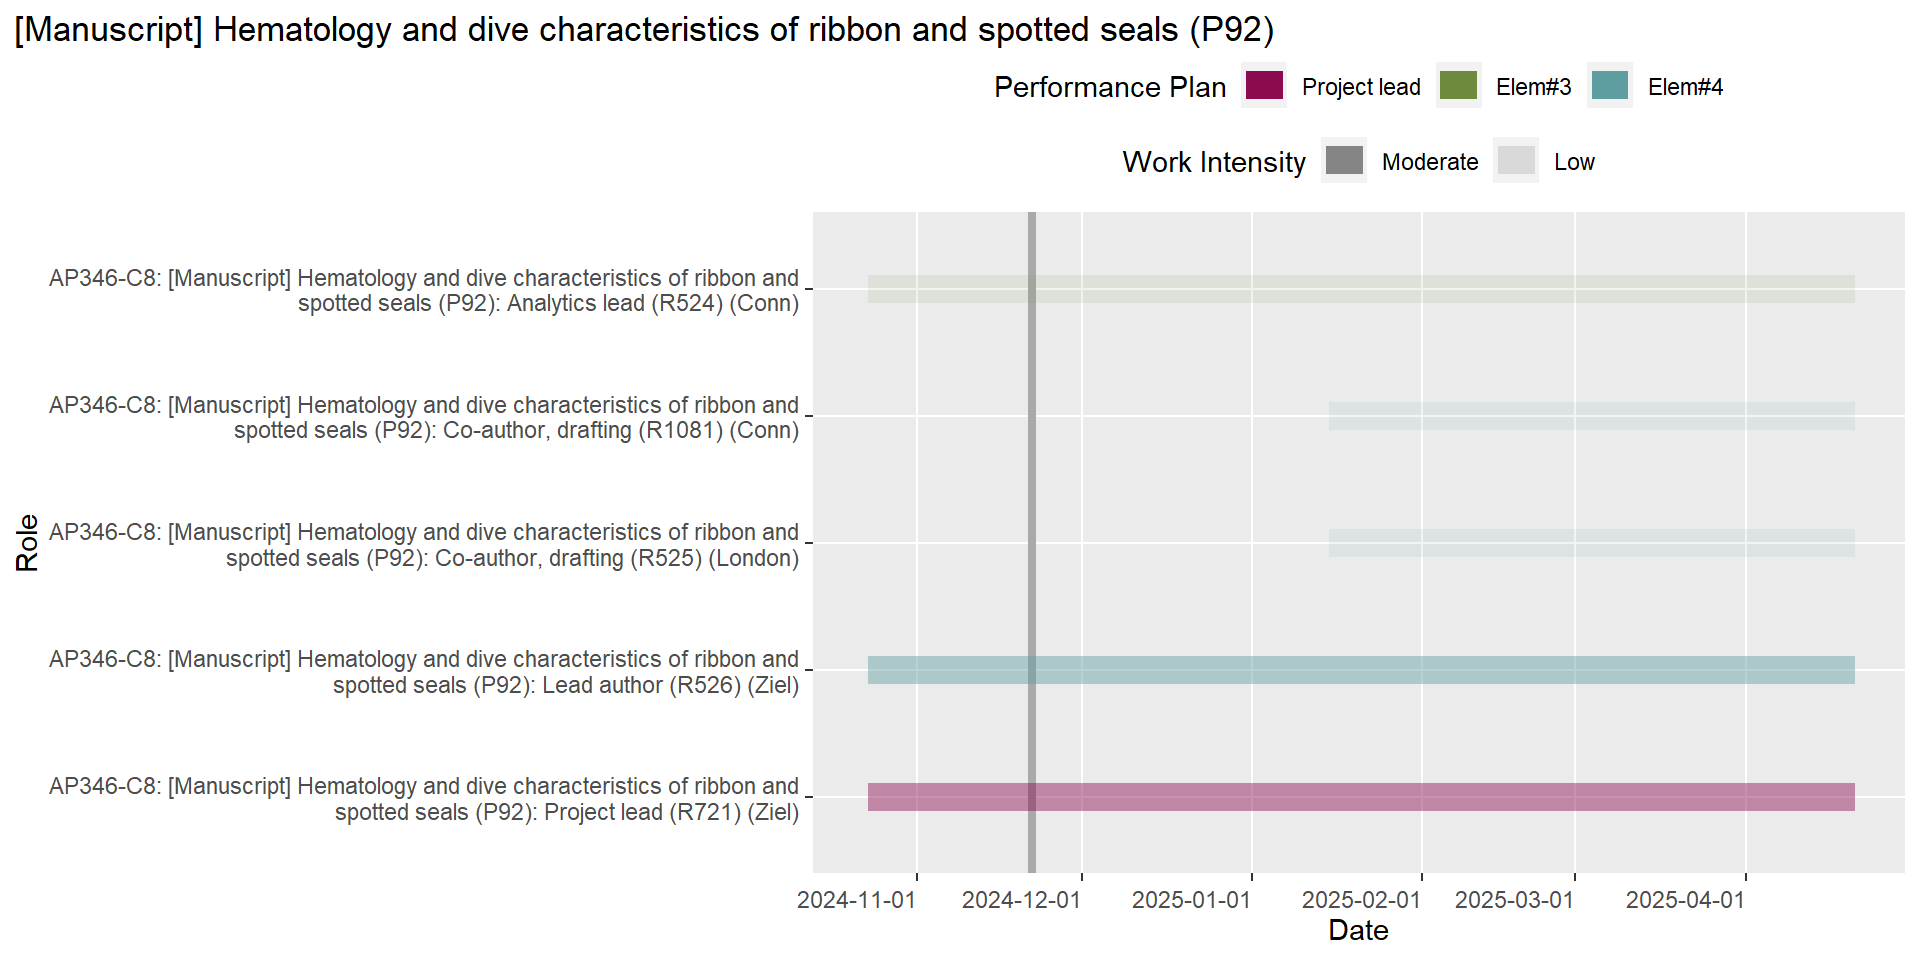 [Manuscript] Hematology and dive characteristics of ribbon and spotted seals (P92)
Performance Plan Project lead Elem#3 Elem#4
Work Intensity Moderate Low
AP346-C8: [Manuscript] Hematology and dive characteristics of ribbon and
spotted seals (P92): Analytics lead (R524) (Conn)
AP346-C8: [Manuscript] Hematology and dive characteristics of ribbon and
spotted seals (P92): Co-author, drafting (R1081) (Conn)
AP346-C8: [Manuscript] Hematology and dive characteristics of ribbon and
spotted seals (P92): Co-author, drafting (R525) (London)
AP346-C8: [Manuscript] Hematology and dive characteristics of ribbon and
spotted seals (P92): Lead author (R526) (Ziel)
AP346-C8: [Manuscript] Hematology and dive characteristics of ribbon and
spotted seals (P92): Project lead (R721) (Ziel)
Role
2024-11-01 2024-12-01 2025-01-01 2025-02-01 2025-03-01 2025-04-01
Date